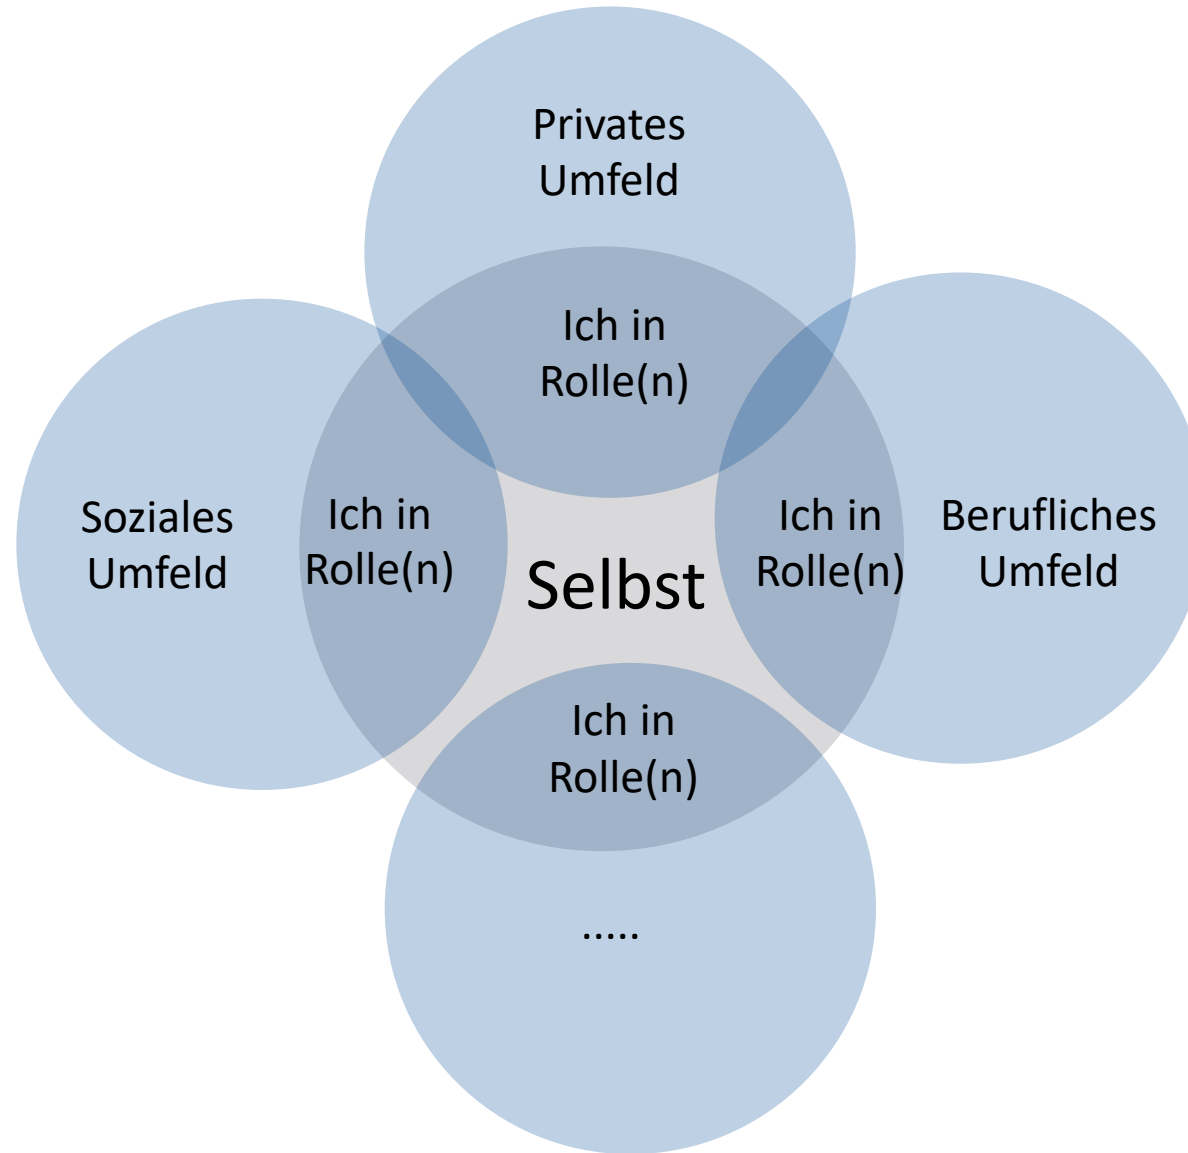 Privates
Umfeld
Ich in
Rolle(n)
Soziales
Umfeld
Ich in
Rolle(n)
Selbst
Ich in
Rolle(n)
Berufliches
Umfeld
Ich in
Rolle(n)
.....